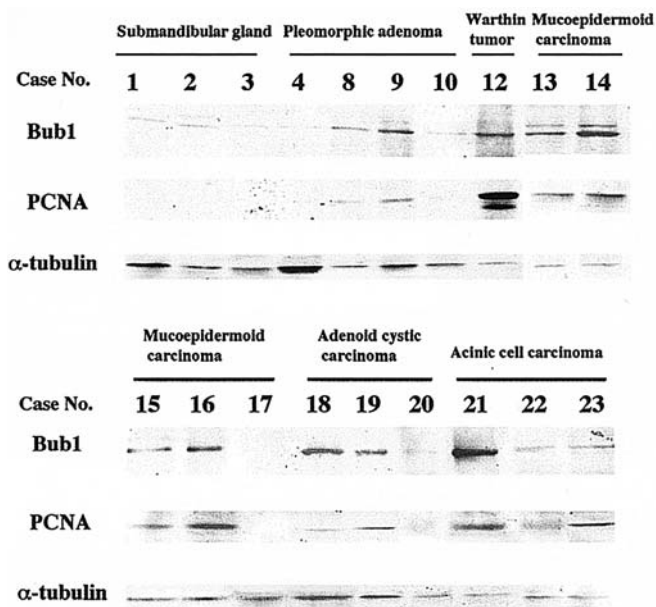 Submandibular gland Pleomorphic adenoma Warthin tumor Mucoepidermoid carcinoma
Case No. 1 2 3 4 8 9 10 12 13 14
Bub1
PCNA
α-tubulin
Mucoepidermoid carcinoma Adenoid cystic carcinoma Acinic cell carcinoma
Case No. 15 16 17 18 19 20 21 22 23
Bub1
PCNA
α-tubulin